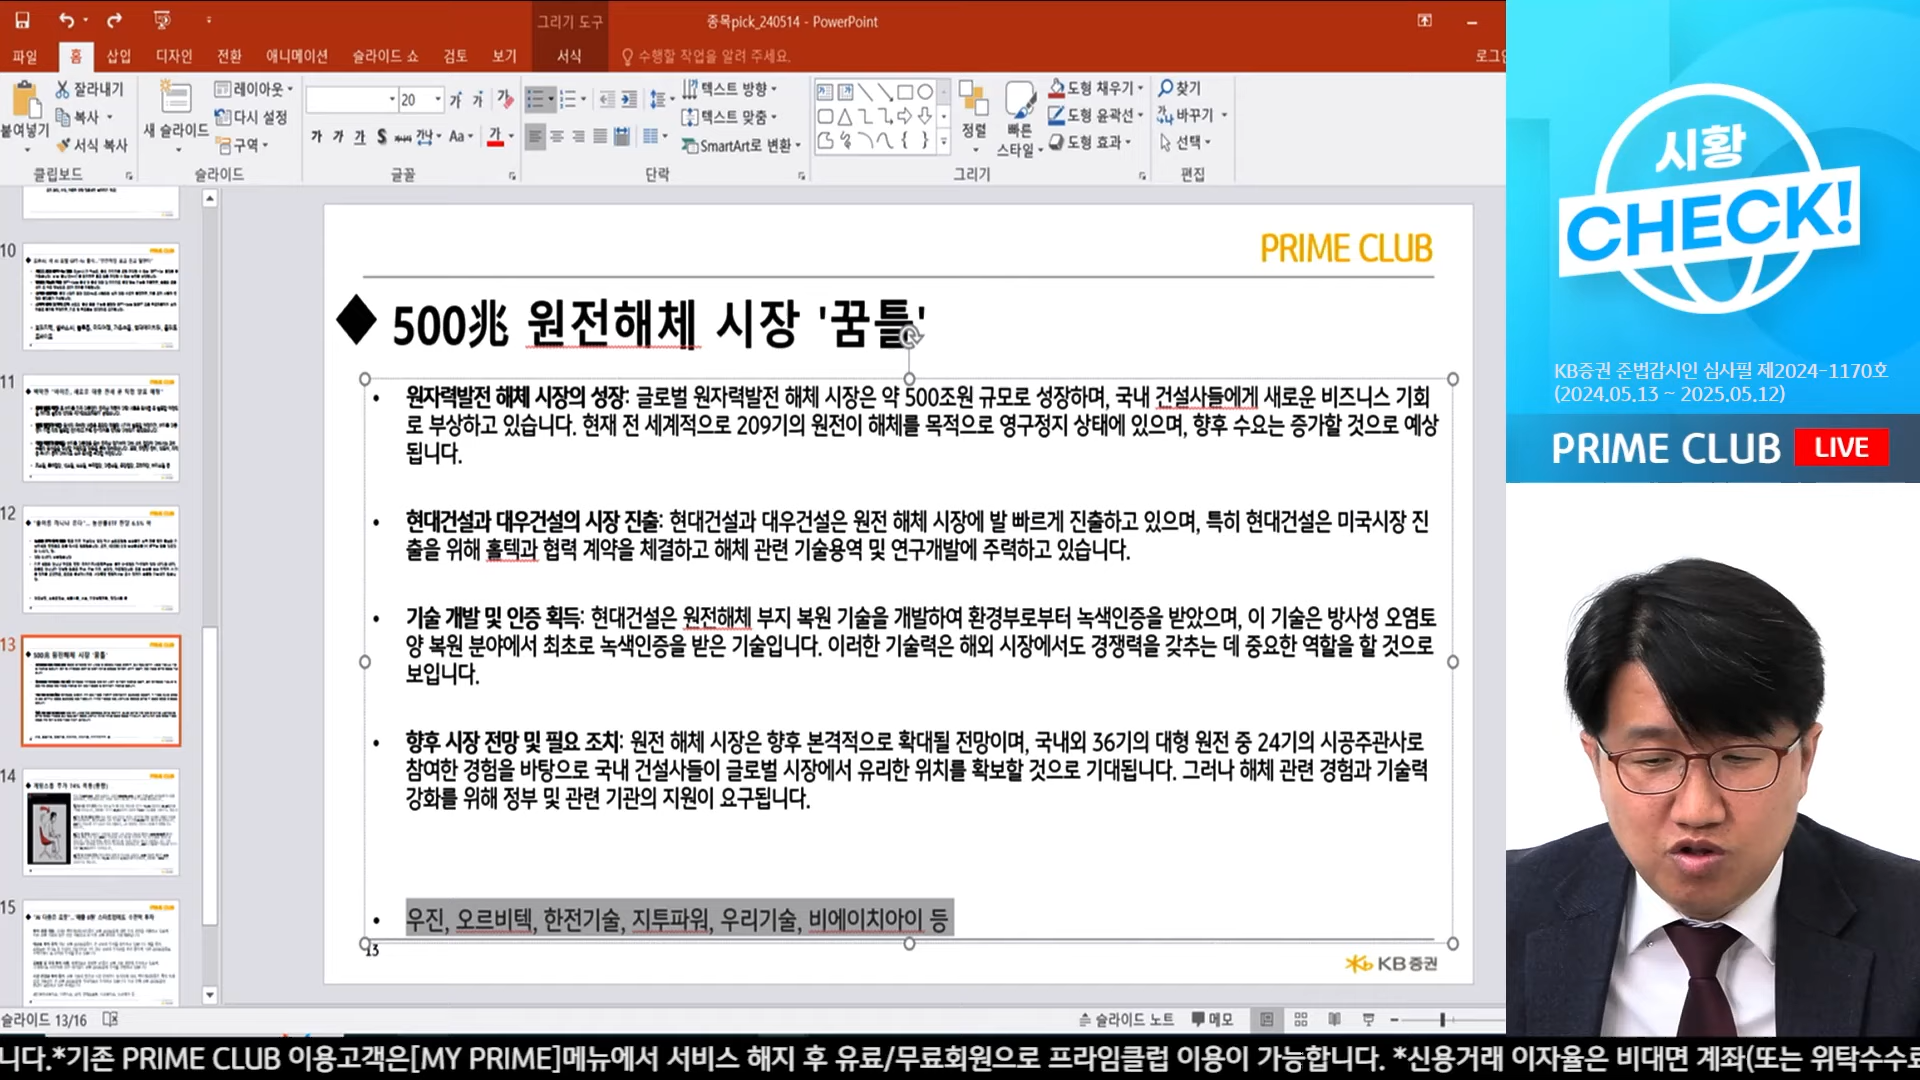 그리기 도구
종목pick_240514 - PowerPoint
파일 홈 삽입 디자인 전환 애니메이션 슬라이드 쇼 검토 보기 서식 수행할 작업을 알려 주세요. 로그인
붙여넣기
잘라내기
복사
서식 복사
클립보드
새 슬라이드
레이아웃
다시 설정
구역
슬라이드
20
가 가 가 S 간 Aa 가
글꼴
텍스트 방향
텍스트 맞춤
SmartArt로 변환
단락
정렬
빠른
스타일
도형 채우기
도형 윤곽선
도형 효과
그리기
찾기
바꾸기
선택
편집
10
11
12
13
500兆 원전해체 시장 '꿈틀'
14
15
PRIME CLUB
◆ 500兆 원전해체 시장 '꿈틀'
• 원자력발전 해체 시장의 성장: 글로벌 원자력발전 해체 시장은 약 500조원 규모로 성장하며, 국내 건설사들에게 새로운 비즈니스 기회
로 부상하고 있습니다. 현재 전 세계적으로 209기의 원전이 해체를 목적으로 영구정지 상태에 있으며, 향후 수요는 증가할 것으로 예상
됩니다.
• 현대건설과 대우건설의 시장 진출: 현대건설과 대우건설은 원전 해체 시장에 발 빠르게 진출하고 있으며, 특히 현대건설은 미국시장 진
출을 위해 홀텍과 협력 계약을 체결하고 해체 관련 기술용역 및 연구개발에 주력하고 있습니다.
• 기술 개발 및 인증 획득: 현대건설은 원전해체 부지 복원 기술을 개발하여 환경부로부터 녹색인증을 받았으며, 이 기술은 방사성 오염토
양 복원 분야에서 최초로 녹색인증을 받은 기술입니다. 이러한 기술력은 해외 시장에서도 경쟁력을 갖추는 데 중요한 역할을 할 것으로
보입니다.
• 향후 시장 전망 및 필요 조치: 원전 해체 시장은 향후 본격적으로 확대될 전망이며, 국내외 36기의 대형 원전 중 24기의 시공주관사로
참여한 경험을 바탕으로 국내 건설사들이 글로벌 시장에서 유리한 위치를 확보할 것으로 기대됩니다. 그러나 해체 관련 경험과 기술력
강화를 위해 정부 및 관련 기관의 지원이 요구됩니다.
• 우진, 오르비텍, 한전기술, 지투파워, 우리기술, 비에이치아이 등
13
KB증권
슬라이드 13/16
슬라이드 노트 메모
시황
CHECK!
KB증권 준법감시인 심사필 제2024-1170호
(2024.05.13 ~ 2025.05.12)
PRIME CLUB LIVE
니다.*기존 PRIME CLUB 이용고객은[MY PRIME]메뉴에서 서비스 해지 후 유료/무료회원으로 프라임클럽 이용이 가능합니다. *신용거래 이자율은 비대면 계좌(또는 위탁수수료